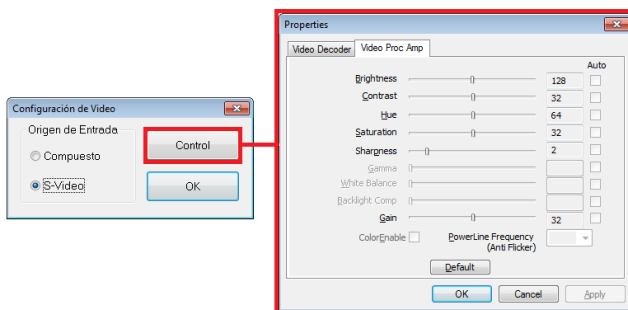 Configuración de Video
Origen de Entrada
Compuesto
S-Video
Control
OK
Properties
Video Decoder
Video Proc Amp
Auto
Brightness 128
Contrast 32
Hue 64
Saturation 32
Sharpness 2
Gamma
White Balance
Backlight Comp
Gain 32
ColorEnable
PowerLine Frequency
(Anti Flicker)
Default
OK
Cancel
Apply